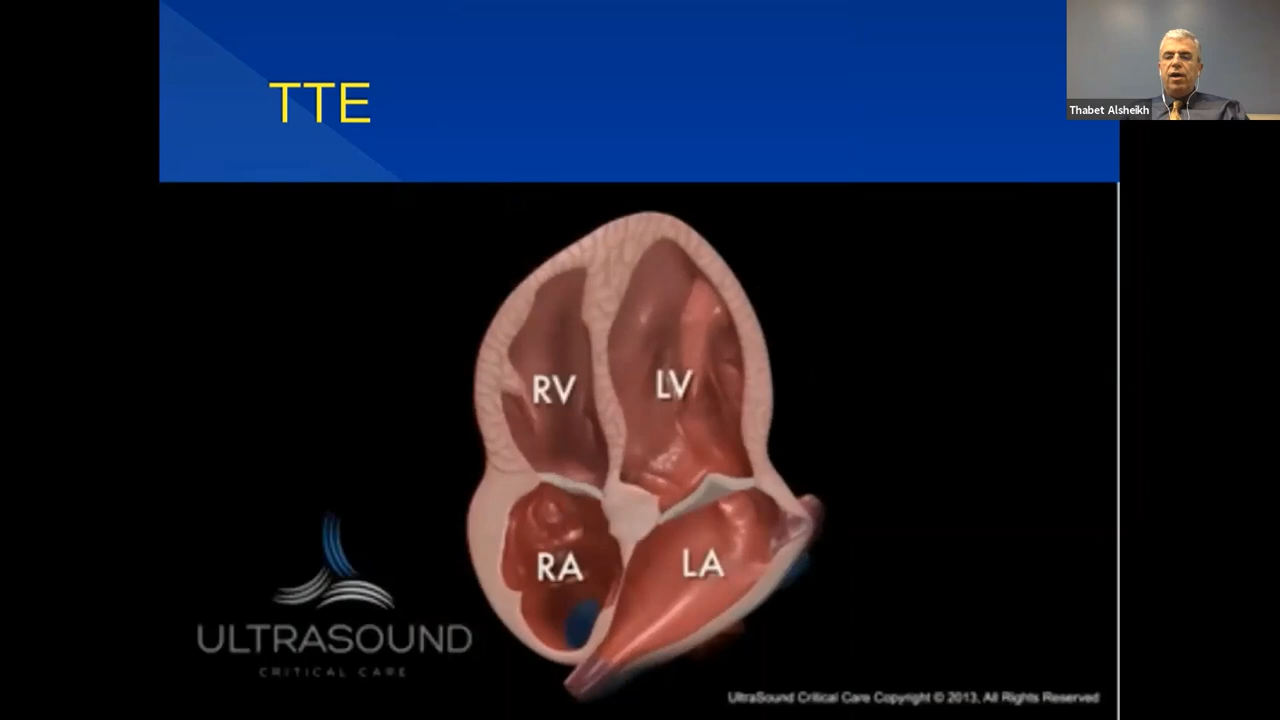 TTE
Thabet Alsheikh
RV
LV
RA
LA
ULTRASOUND
CRITICAL CARE
UltraSound Critical Care Copyright © 2013, All Rights Reserved